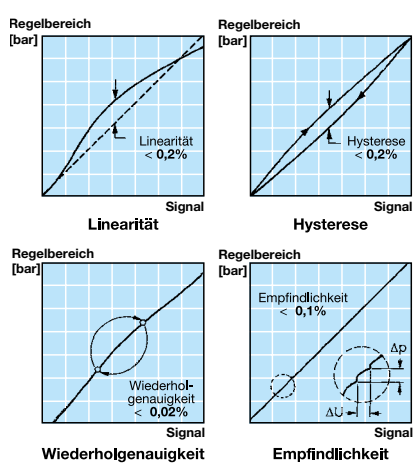 Regelbereich
[bar]
Linearität
< 0,2%
Signal
Linearität
Regelbereich
[bar]
Hysterese
< 0,2%
Signal
Hysterese
Regelbereich
[bar]
Wiederhol-
genauigkeit
< 0,02%
Signal
Wiederholgenauigkeit
Regelbereich
[bar]
Empfindlichkeit
< 0,1%
Δp
ΔU
Signal
Empfindlichkeit